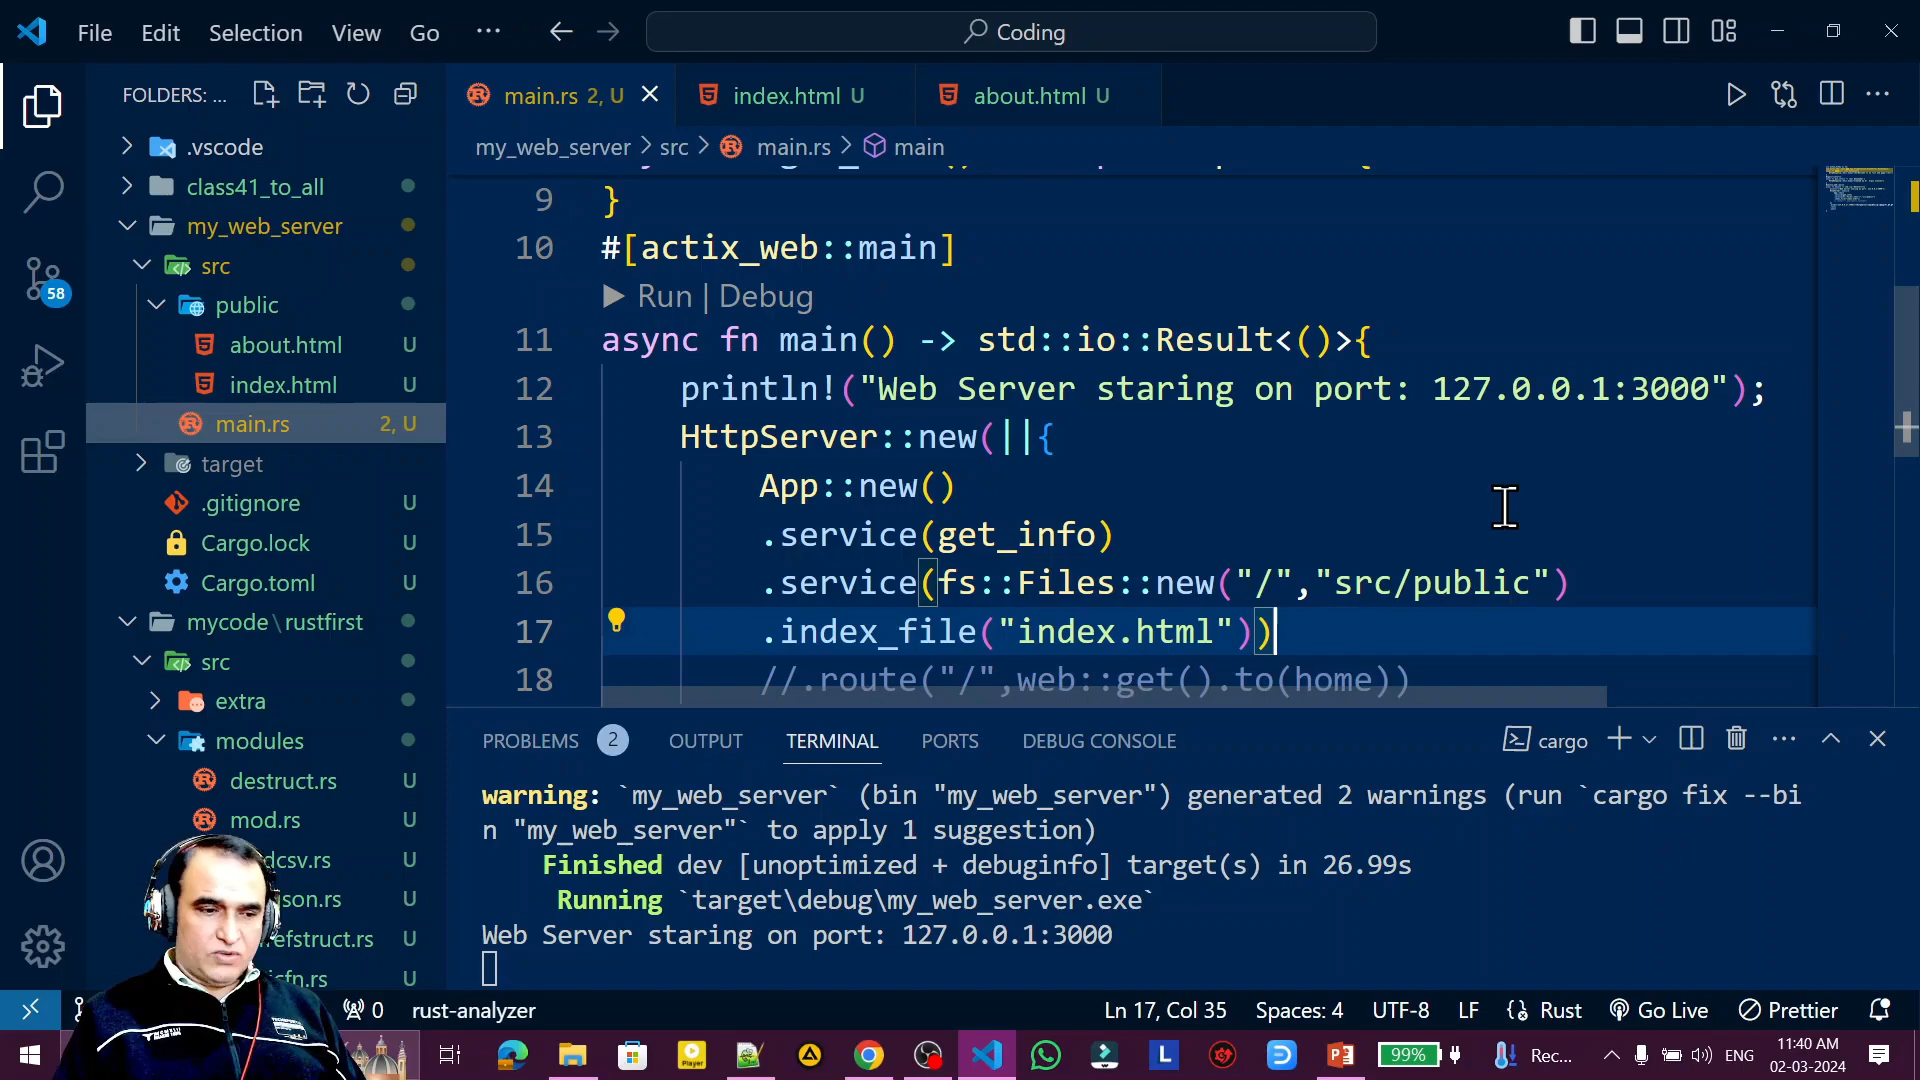 File Edit Selection View Go ··· Coding
FOLDERS: ...
main.rs 2, U
index.html U
about.html U
my_web_server > src > main.rs > main
.vscode
class41_to_all
my_web_server
src
public
about.html U
index.html U
main.rs 2, U
target
.gitignore U
Cargo.lock U
Cargo.toml U
mycode\rustfirst
src
extra
modules
destruct.rs U
mod.rs U
U
U
efstruct.rs U
U
58
9 }
10 #[actix_web::main]
Run | Debug
11 async fn main() -> std::io::Result<()>{
12 println!("Web Server staring on port: 127.0.0.1:3000");
13 HttpServer::new(||{
14 App::new()
15 .service(get_info)
16 .service(fs::Files::new("/","src/public")
17 .index_file("index.html"))
18 //.route("/",web::get().to(home))
PROBLEMS 2 OUTPUT TERMINAL PORTS DEBUG CONSOLE cargo
warning: `my_web_server` (bin "my_web_server") generated 2 warnings (run `cargo fix --bi
n "my_web_server"` to apply 1 suggestion)
Finished dev [unoptimized + debuginfo] target(s) in 26.99s
Running `target\debug\my_web_server.exe`
Web Server staring on port: 127.0.0.1:3000
0 rust-analyzer Ln 17, Col 35 Spaces: 4 UTF-8 LF Rust Go Live Prettier
Player L 99% Rec... ENG 11:40 AM
02-03-2024